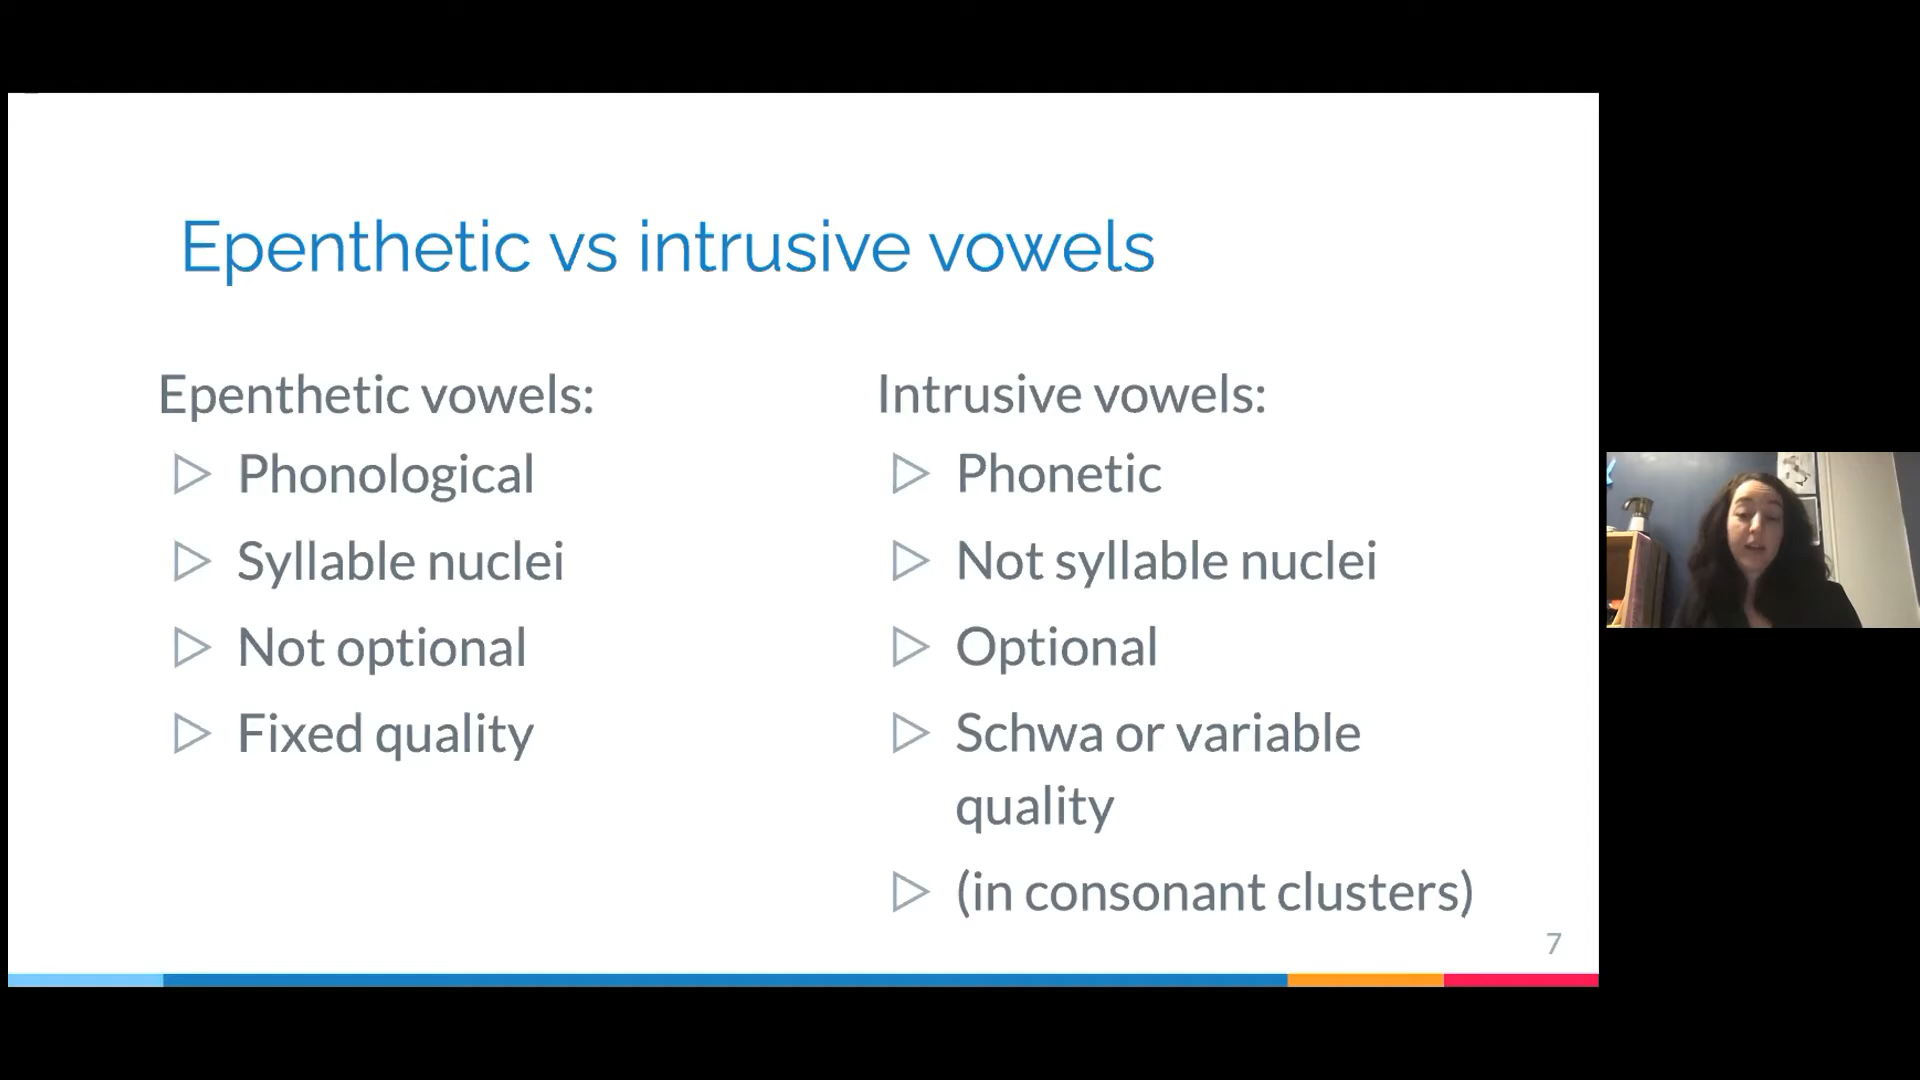 Epenthetic vs intrusive vowels
Epenthetic vowels:
Phonological
Syllable nuclei
Not optional
Fixed quality
Intrusive vowels:
Phonetic
Not syllable nuclei
Optional
Schwa or variable
quality
(in consonant clusters)
7